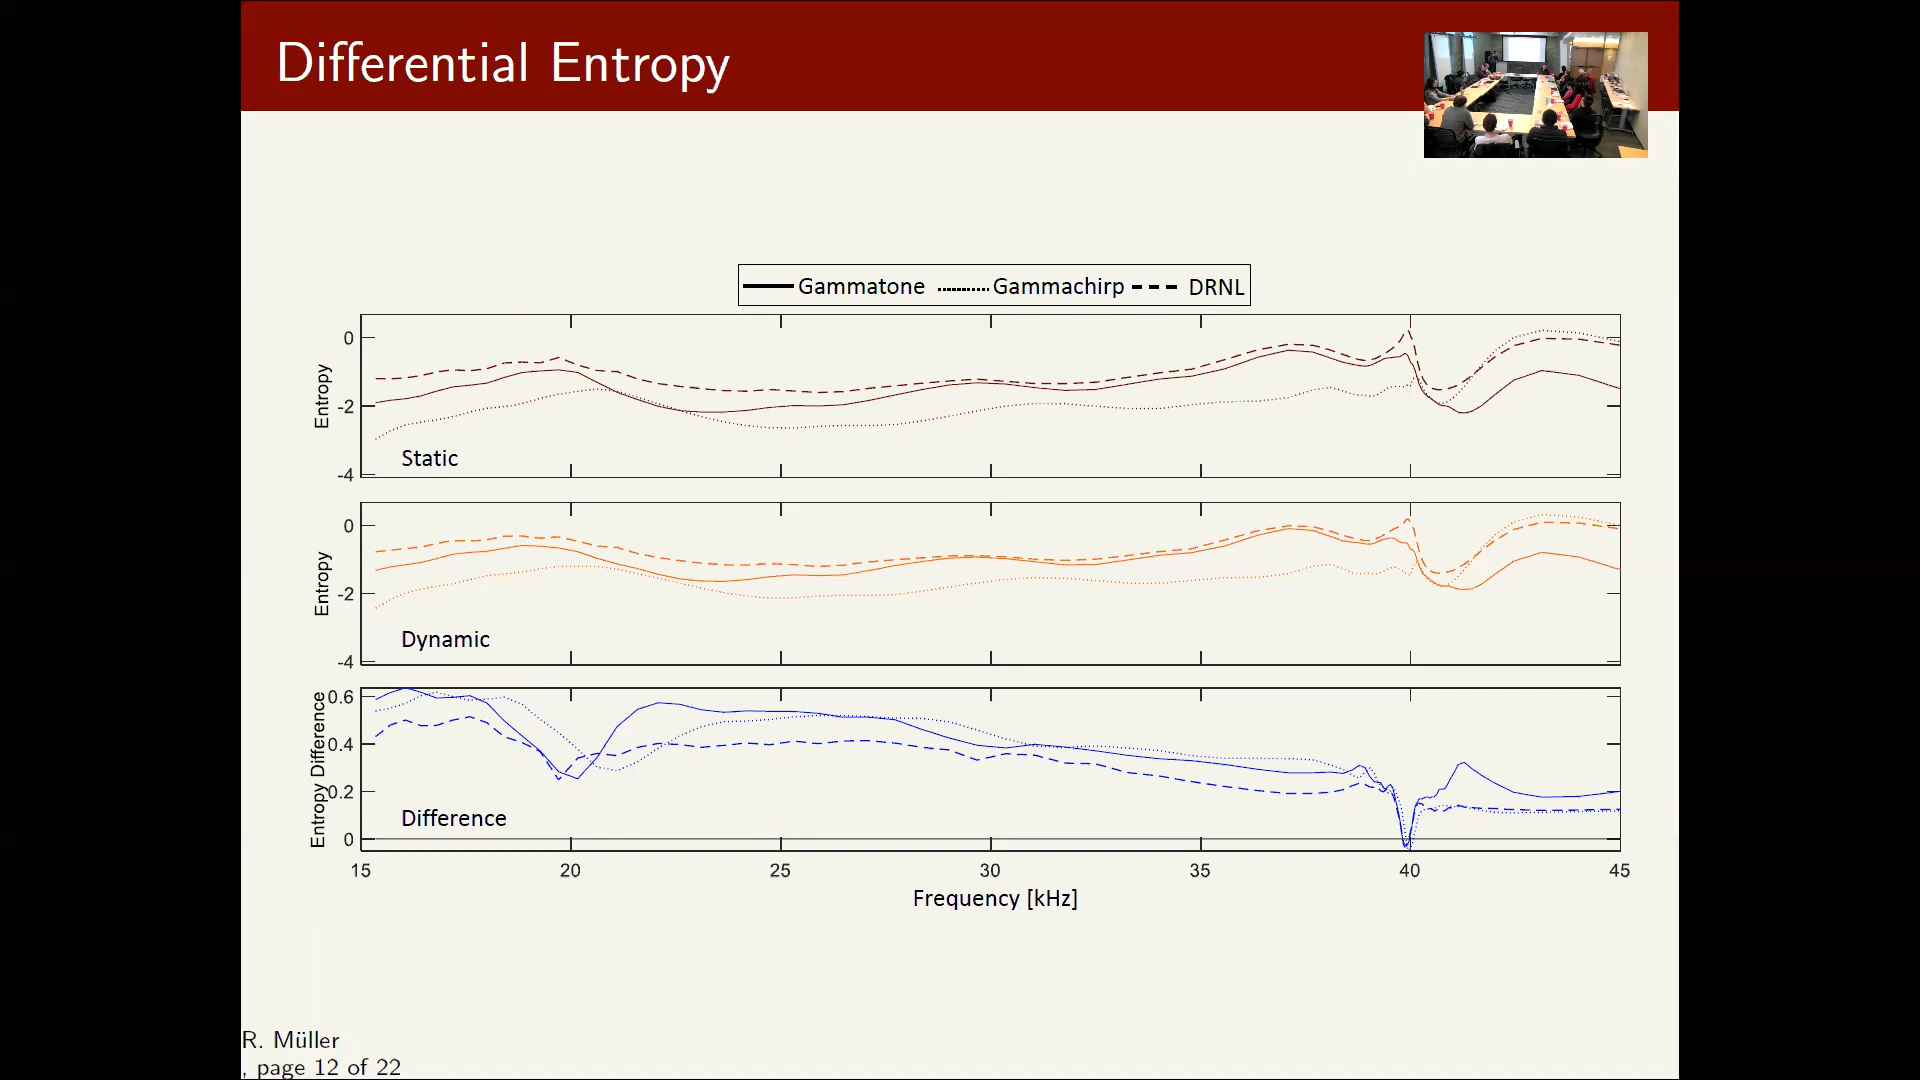 Differential Entropy
Gammatone Gammachirp DRNL
0
-2
-4
Entropy
Static
0
-2
-4
Entropy
Dynamic
0.6
0.4
0.2
0
Entropy Difference
Difference
15 20 25 30 35 40 45
Frequency [kHz]
R. Müller
, page 12 of 22